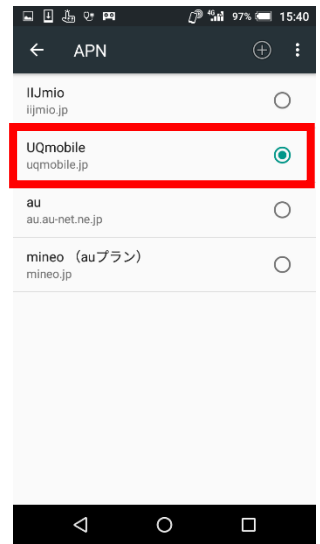 97% 15:40
APN
IIJmio
iijmio.jp
UQmobile
uqmobile.jp
au
au.au-net.ne.jp
mineo （auプラン）
mineo.jp